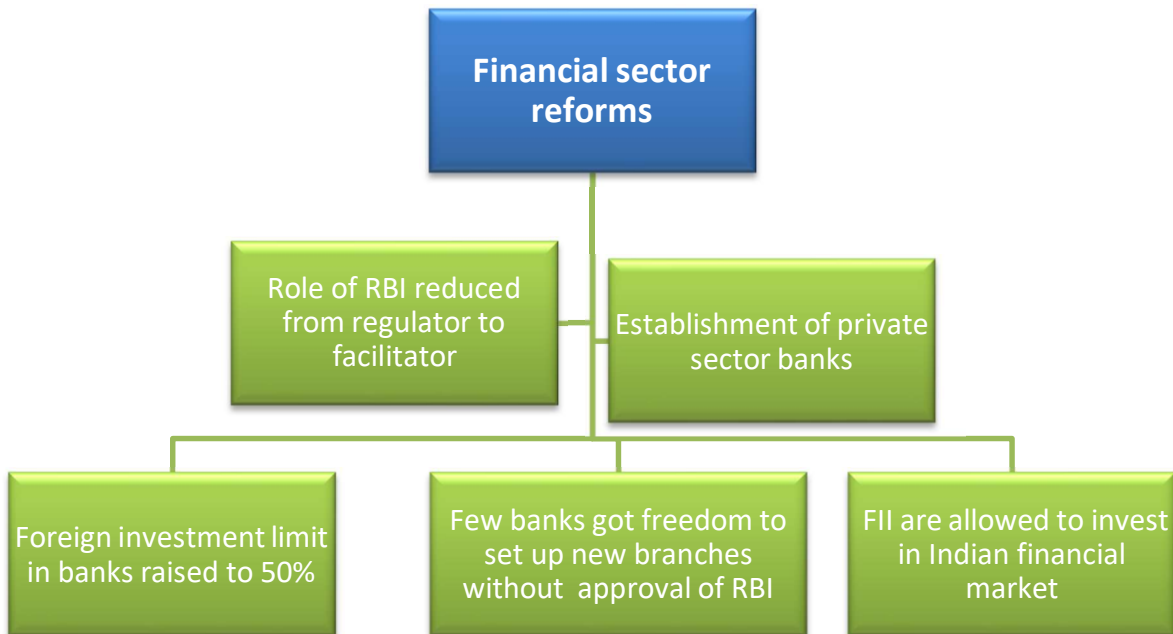 Financial sector
reforms
Role of RBI reduced
from regulator to
facilitator
Establishment of private
sector banks
Foreign investment limit
in banks raised to 50%
Few banks got freedom to
set up new branches
without approval of RBI
FII are allowed to invest
in Indian financial
market